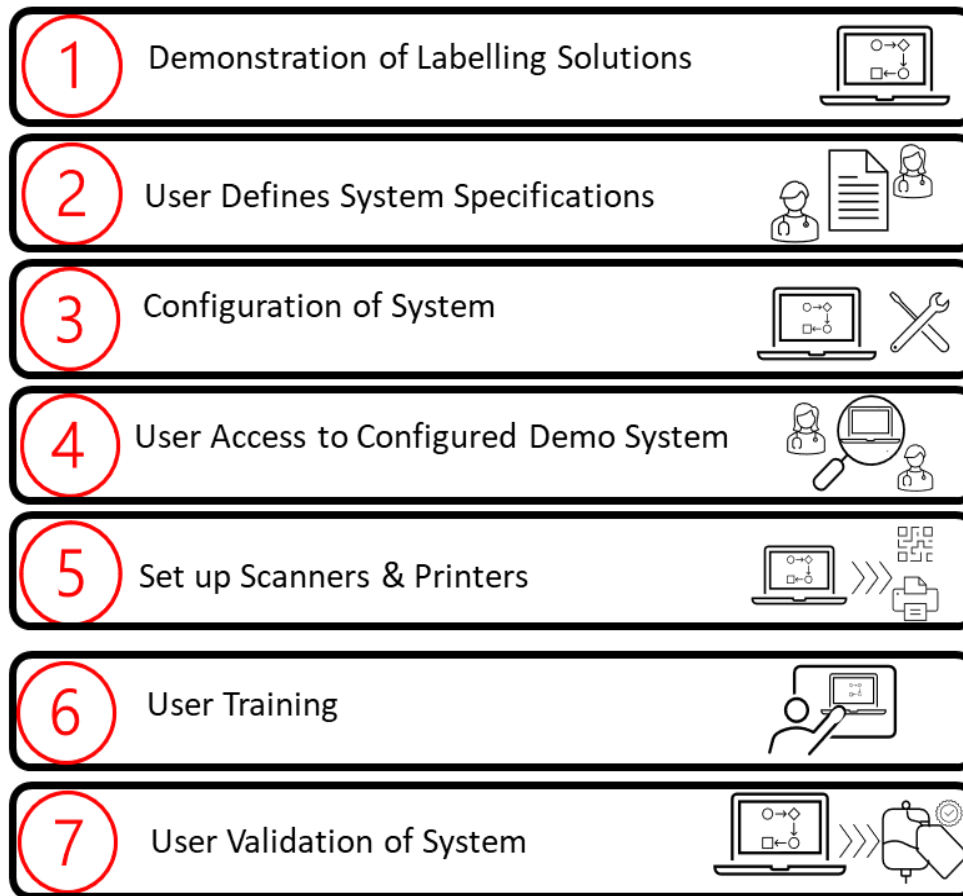 1
Demonstration of Labelling Solutions
2
User Defines System Specifications
3
Configuration of System
4
User Access to Configured Demo System
5
Set up Scanners & Printers
6
User Training
7
User Validation of System